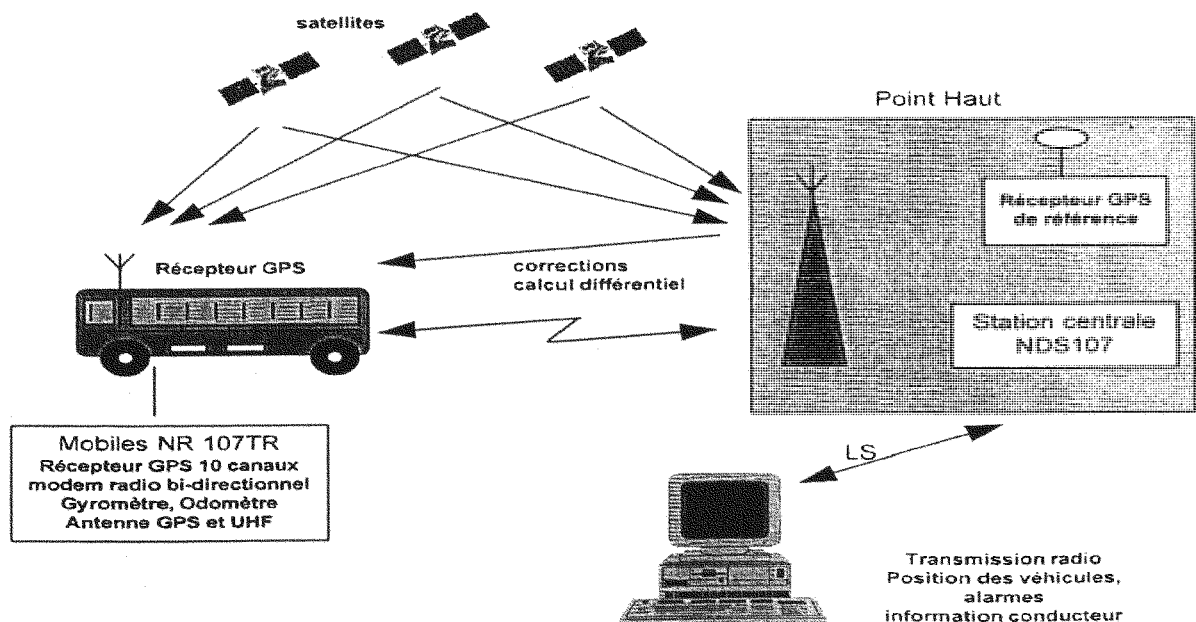 satellites
Point Haut
Récepteur GPS
de référence
Récepteur GPS
corrections
calcul différentiel
Station centrale
NDS107
Mobiles NR 107TR
Récepteur GPS 10 canaux
modem radio bi-directionnel
Gyromètre, Odomètre
Antenne GPS et UHF
LS
Transmission radio
Position des véhicules,
alarmes
information conducteur